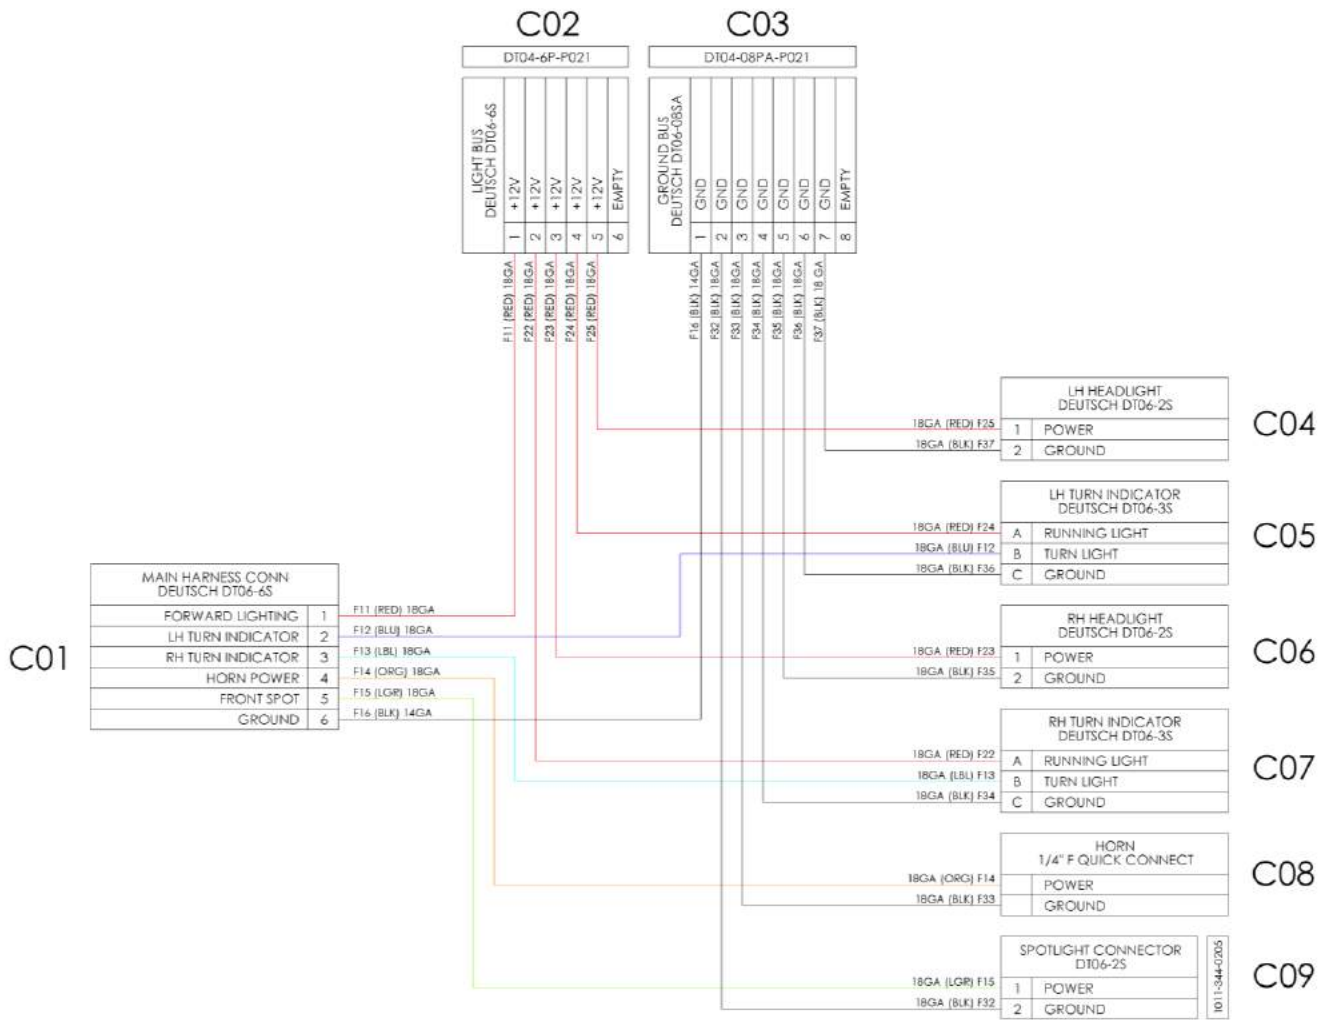 C02
C03
DT04-6P-P021
DT04-08PA-P021
LIGHT BUS
DEUTSCH DT06-6S
1 +12V
2 +12V
3 +12V
4 +12V
5 +12V
6 EMPTY
GROUND BUS
DEUTSCH DT06-08SA
1 GND
2 GND
3 GND
4 GND
5 GND
6 GND
7 GND
8 EMPTY
F11 (RED) 18GA
F22 (RED) 18GA
F23 (RED) 18GA
F24 (RED) 18GA
F25 (RED) 18GA
F16 (BLK) 14GA
F32 (BLK) 18GA
F33 (BLK) 18GA
F34 (BLK) 18GA
F35 (BLK) 18GA
F36 (BLK) 18GA
F37 (BLK) 18 GA
LH HEADLIGHT
DEUTSCH DT06-2S
18GA (RED) F25 1 POWER
18GA (BLK) F37 2 GROUND
C04
LH TURN INDICATOR
DEUTSCH DT06-3S
18GA (RED) F24 A RUNNING LIGHT
18GA (BLU) F12 B TURN LIGHT
18GA (BLK) F36 C GROUND
C05
C01
MAIN HARNESS CONN
DEUTSCH DT06-6S
FORWARD LIGHTING 1 F11 (RED) 18GA
LH TURN INDICATOR 2 F12 (BLU) 18GA
RH TURN INDICATOR 3 F13 (LBL) 18GA
HORN POWER 4 F14 (ORG) 18GA
FRONT SPOT 5 F15 (LGR) 18GA
GROUND 6 F16 (BLK) 14GA
RH HEADLIGHT
DEUTSCH DT06-2S
18GA (RED) F23 1 POWER
18GA (BLK) F35 2 GROUND
C06
RH TURN INDICATOR
DEUTSCH DT06-3S
18GA (RED) F22 A RUNNING LIGHT
18GA (LBL) F13 B TURN LIGHT
18GA (BLK) F34 C GROUND
C07
HORN
1/4" F QUICK CONNECT
18GA (ORG) F14 POWER
18GA (BLK) F33 GROUND
C08
SPOTLIGHT CONNECTOR
DT06-2S
18GA (LGR) F15 1 POWER
18GA (BLK) F32 2 GROUND
1011-344-0205
C09